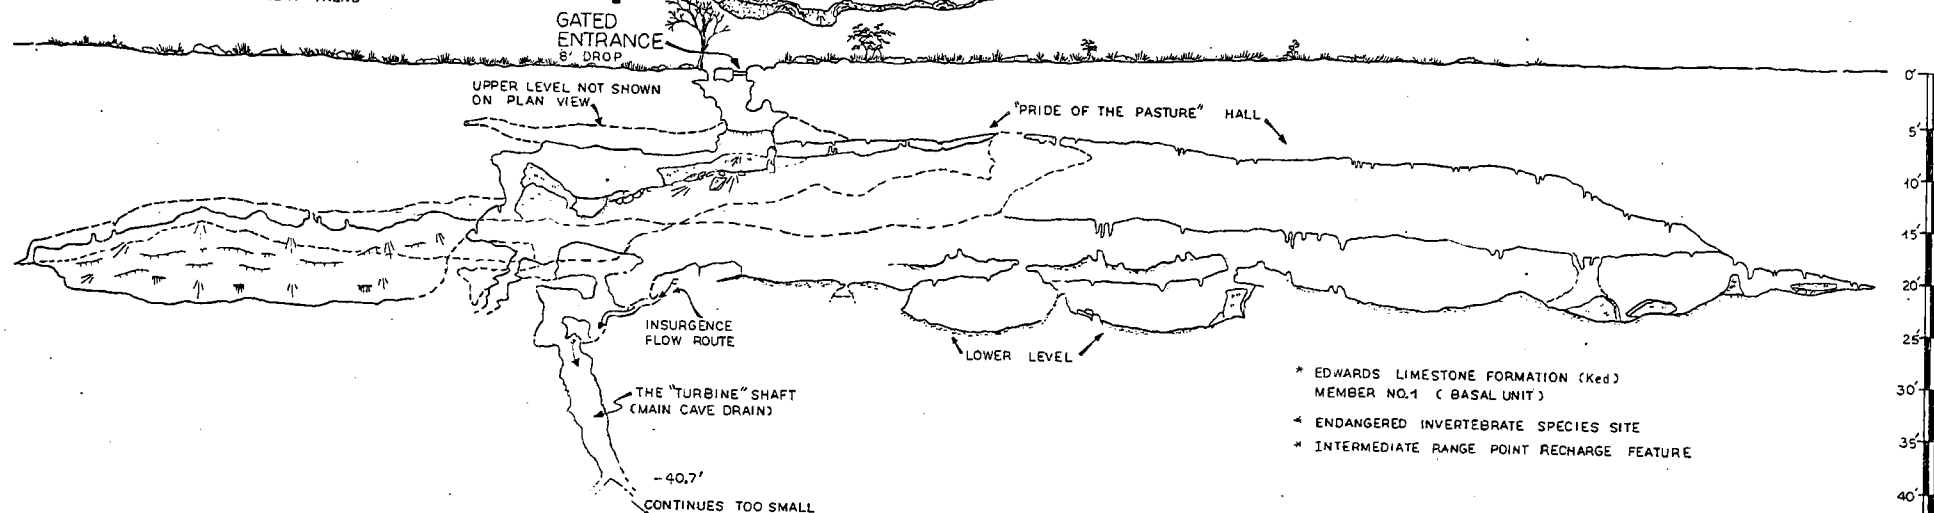 GATED
ENTRANCE
8' DROP
UPPER LEVEL NOT SHOWN
ON PLAN VIEW
"PRIDE OF THE PASTURE" HALL
0'
5'
10'
15'
20'
25'
30'
35'
40'
INSURGENCE
FLOW ROUTE
LOWER LEVEL
THE "TURBINE" SHAFT
(MAIN CAVE DRAIN)
-40.7'
CONTINUES TOO SMALL
* EDWARDS LIMESTONE FORMATION (Ked)
MEMBER NO.1 (BASAL UNIT)
* ENDANGERED INVERTEBRATE SPECIES SITE
* INTERMEDIATE RANGE POINT RECHARGE FEATURE